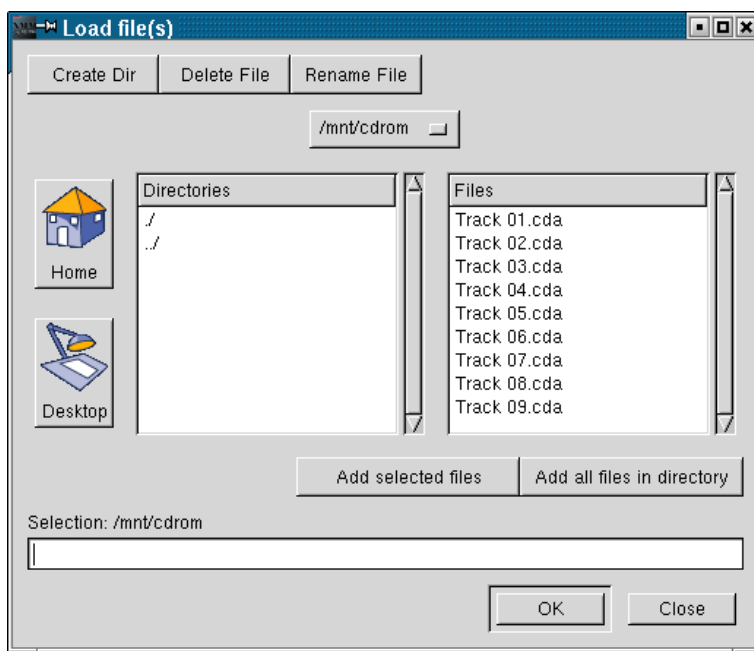 Load file(s)
Create Dir
Delete File
Rename File
/mnt/cdrom
Home
Desktop
Directories
./
../
Files
Track 01.cda
Track 02.cda
Track 03.cda
Track 04.cda
Track 05.cda
Track 06.cda
Track 07.cda
Track 08.cda
Track 09.cda
Add selected files
Add all files in directory
Selection: /mnt/cdrom
OK
Close